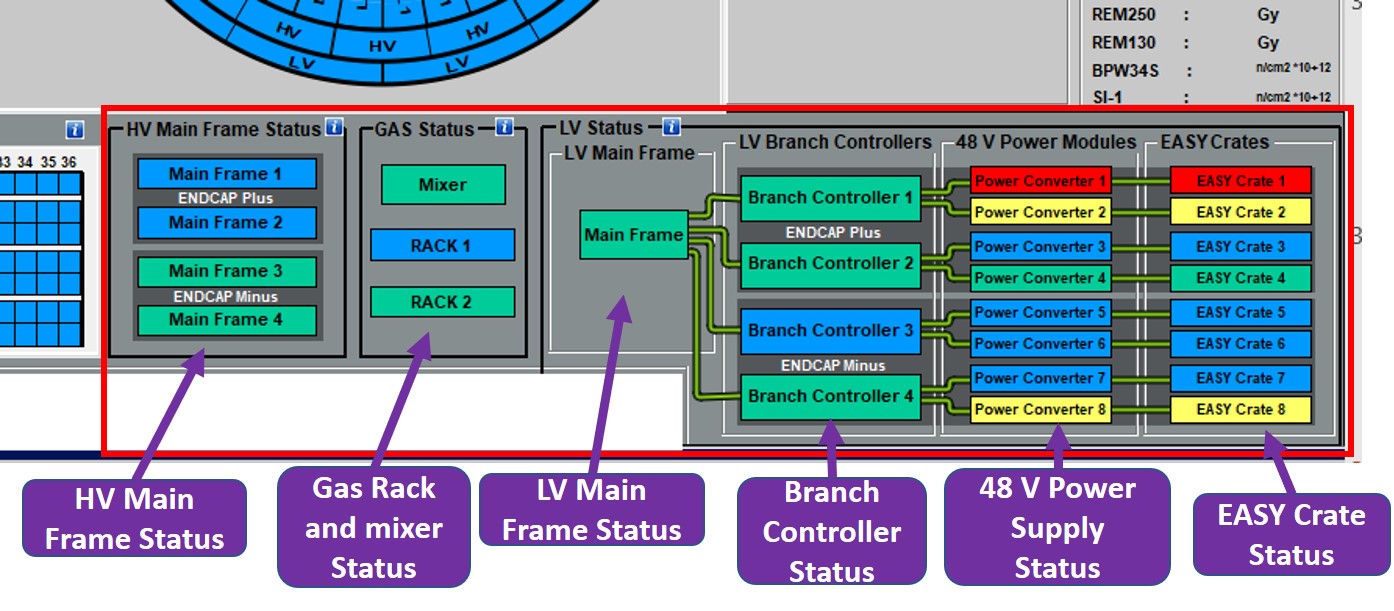 HV
HV
HV
LV
LV
REM250 : Gy
REM130 : Gy
BPW34S : n/cm2 *10+12
SI-1 : n/cm2 *10+12
3
33 34 35 36
HV Main Frame Status
Main Frame 1
ENDCAP Plus
Main Frame 2
Main Frame 3
ENDCAP Minus
Main Frame 4
GAS Status
Mixer
RACK 1
RACK 2
LV Status
LV Main Frame
Main Frame
LV Branch Controllers
Branch Controller 1
ENDCAP Plus
Branch Controller 2
Branch Controller 3
ENDCAP Minus
Branch Controller 4
48 V Power Modules
Power Converter 1
Power Converter 2
Power Converter 3
Power Converter 4
Power Converter 5
Power Converter 6
Power Converter 7
Power Converter 8
EASY Crates
EASY Crate 1
EASY Crate 2
EASY Crate 3
EASY Crate 4
EASY Crate 5
EASY Crate 6
EASY Crate 7
EASY Crate 8
3
HV Main
Frame Status
Gas Rack
and mixer
Status
LV Main
Frame Status
Branch
Controller
Status
48 V Power
Supply
Status
EASY Crate
Status